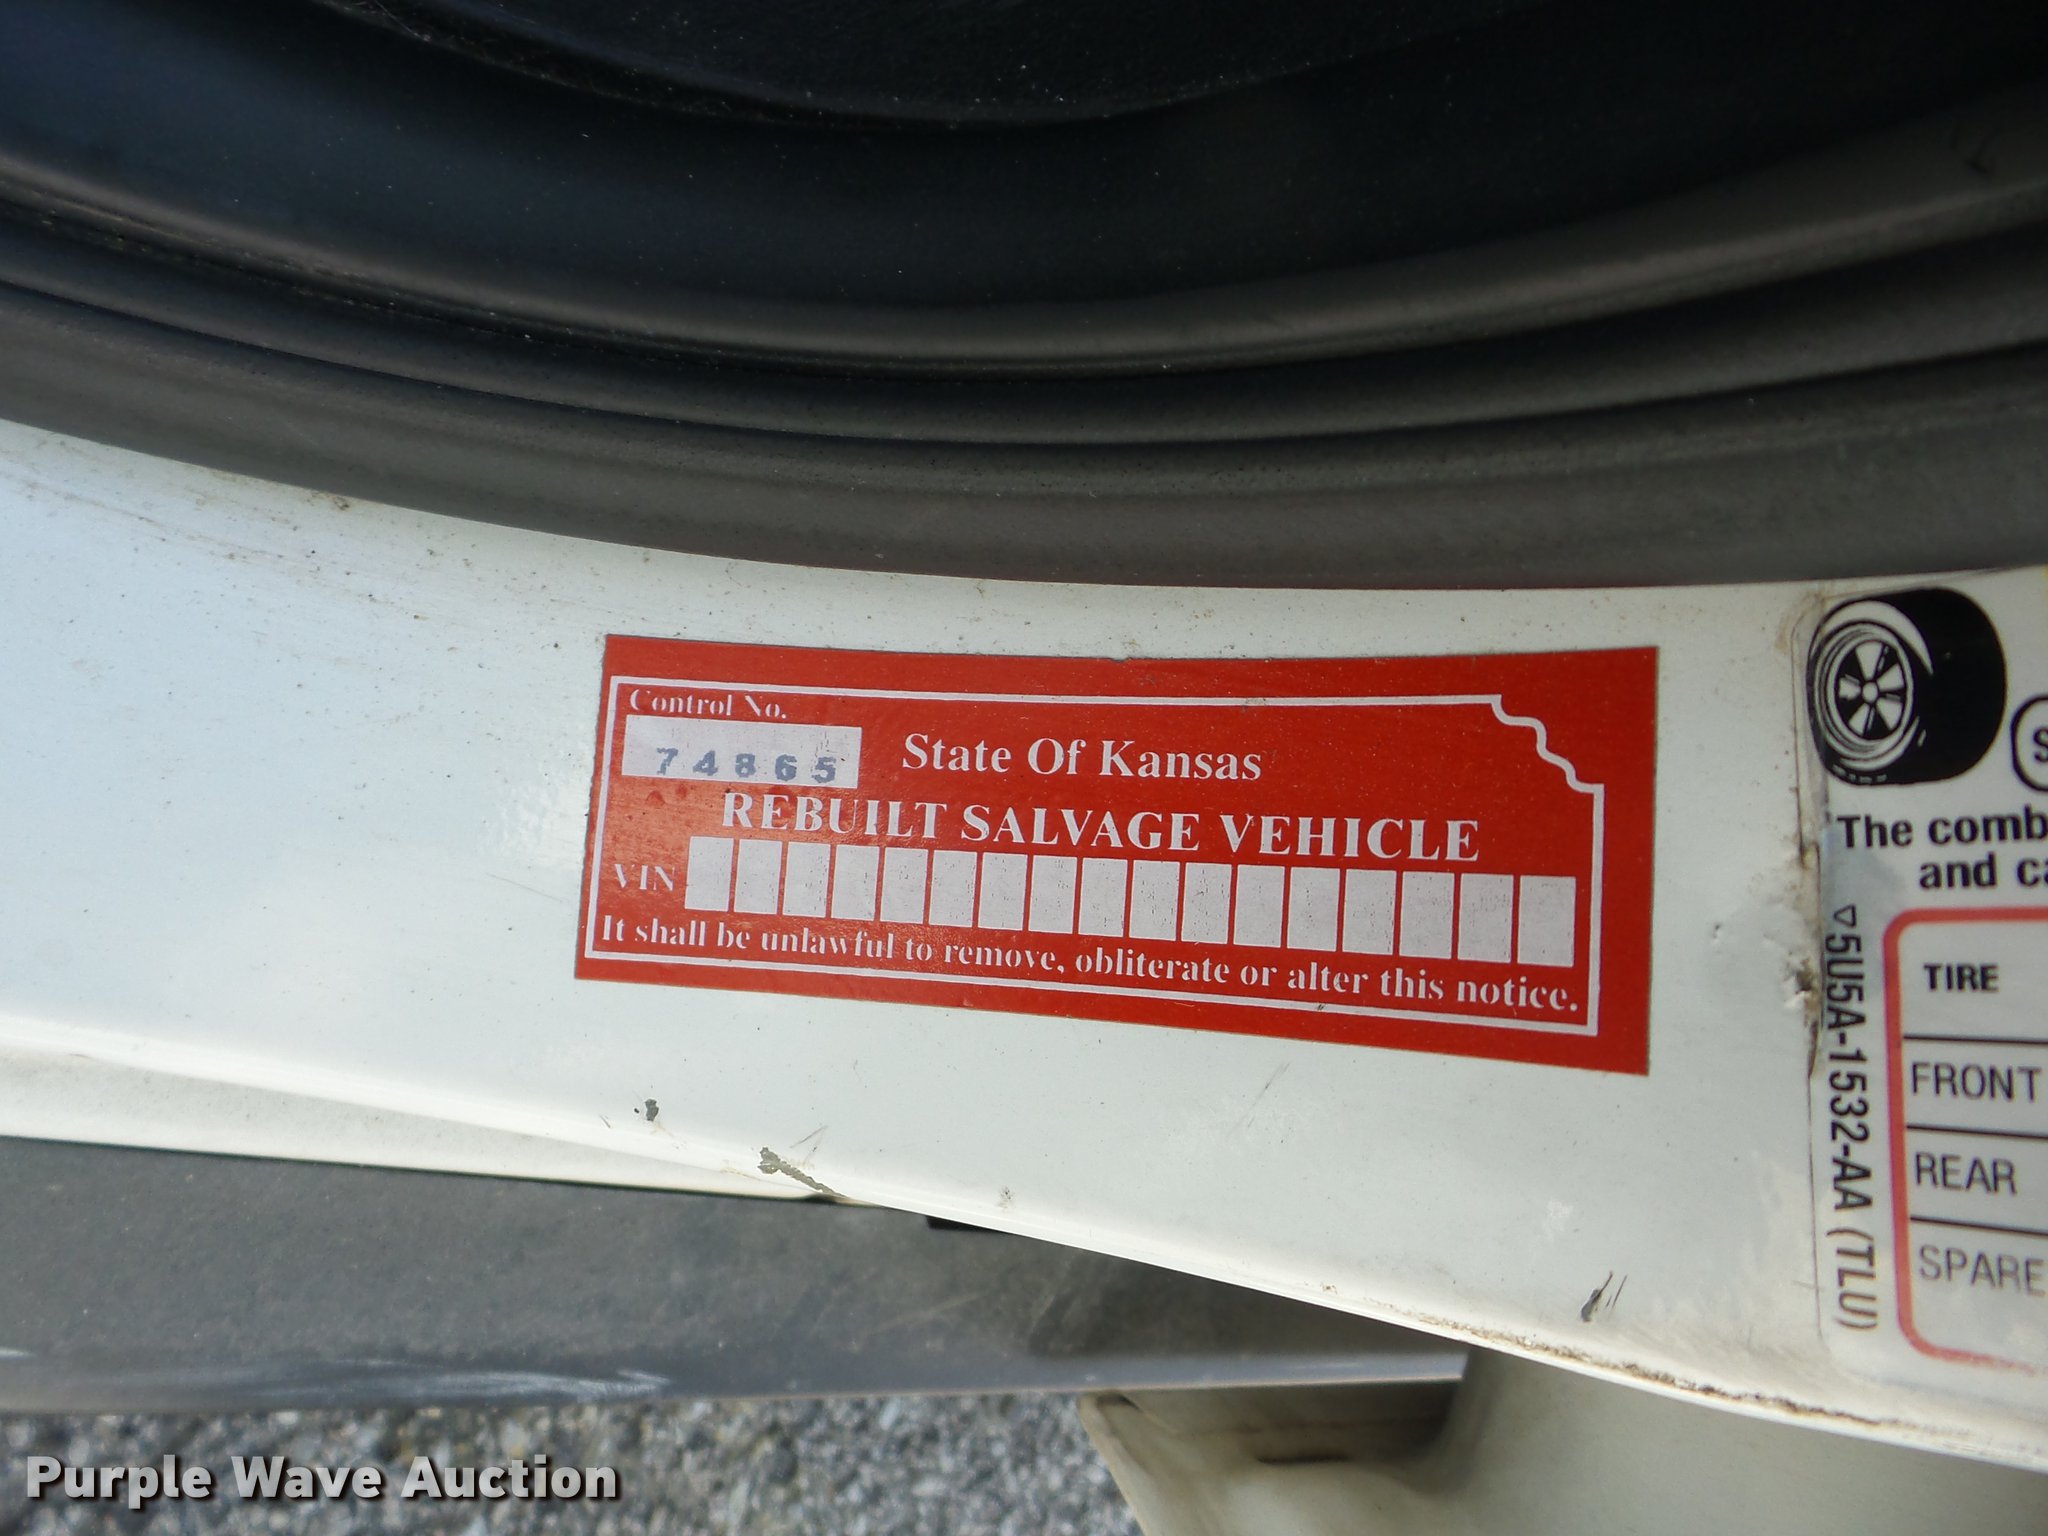 Control No.
74865
State Of Kansas
REBUILT SALVAGE VEHICLE
VIN
It shall be unlawful to remove, obliterate or alter this notice.
S
The comb
and ca
TIRE
FRONT
REAR
SPARE
▽5U5A-1532-AA (TLU)
Purple Wave Auction